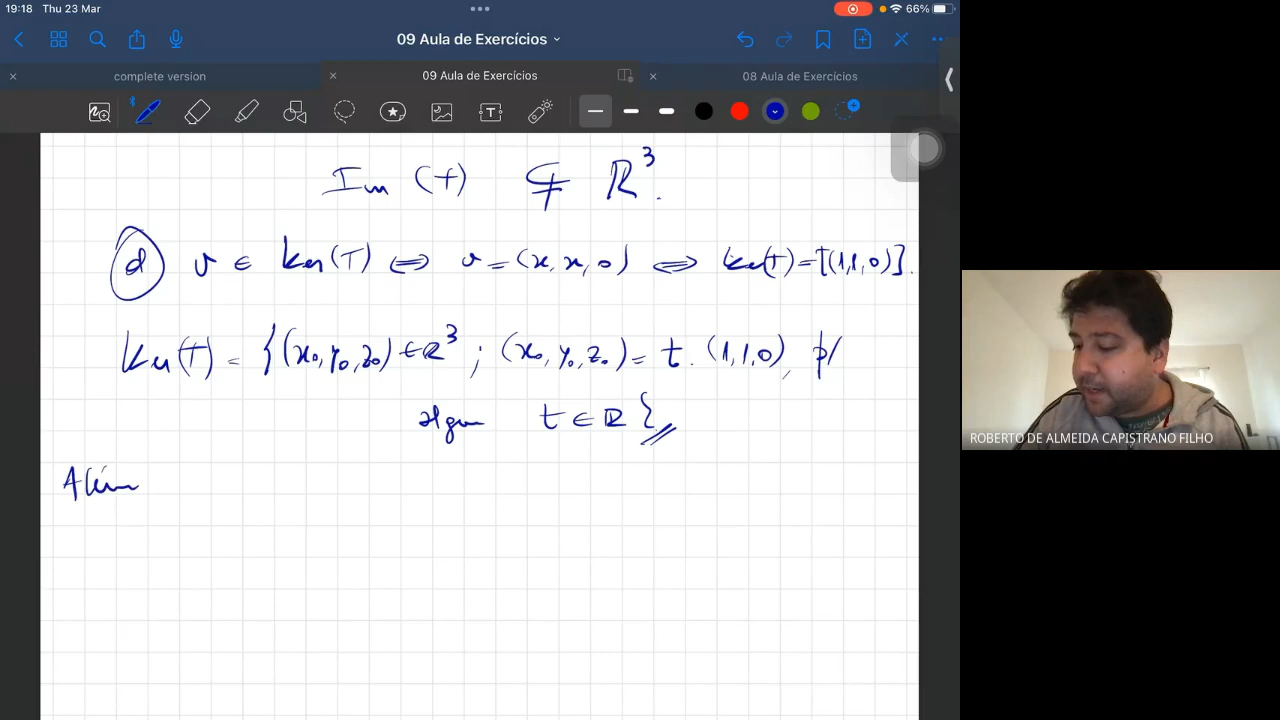 19:18 Thu 23 Mar
66%
09 Aula de Exercícios
complete version
09 Aula de Exercícios
08 Aula de Exercícios
T
Im (T) ⊊ ℝ³.
d v ∈ Ker(T) ⟺ v = (x, x, 0) ⟺ Ker(T) = [(1,1,0)].
Ker(T) = {(x₀, y₀, z₀) ∈ ℝ³ ; (x₀, y₀, z₀) = t . (1,1,0), p/
algum t ∈ ℝ }
Além
ROBERTO DE ALMEIDA CAPISTRANO FILHO